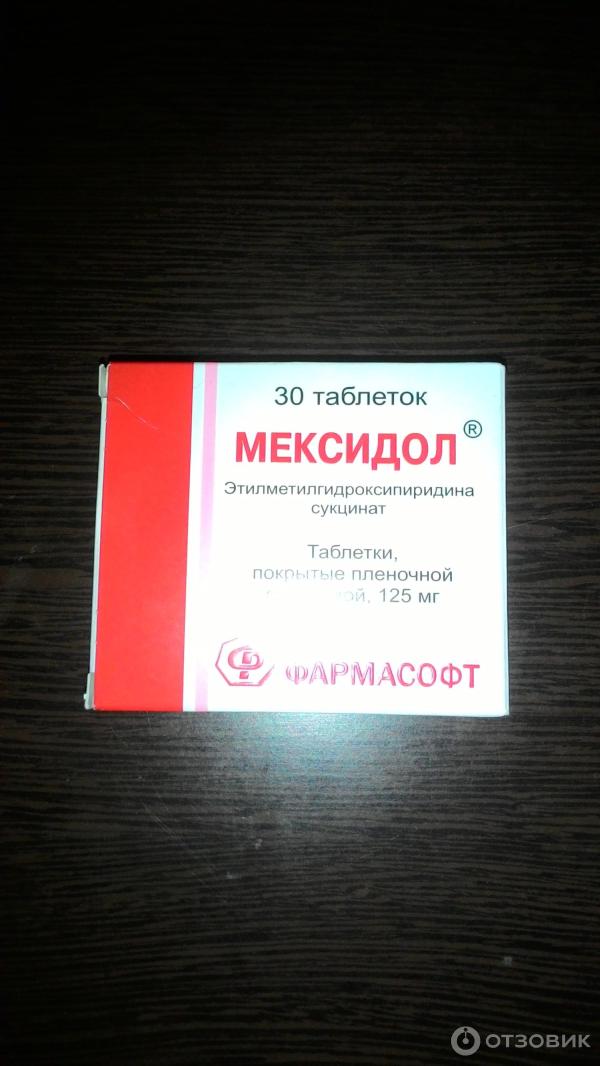 30 таблеток
МЕКСИДОЛ®
Этилметилгидроксипиридина
сукцинат
Таблетки,
покрытые пленочной
125 мг
ФАРМАСОФТ
ОТЗОВИК